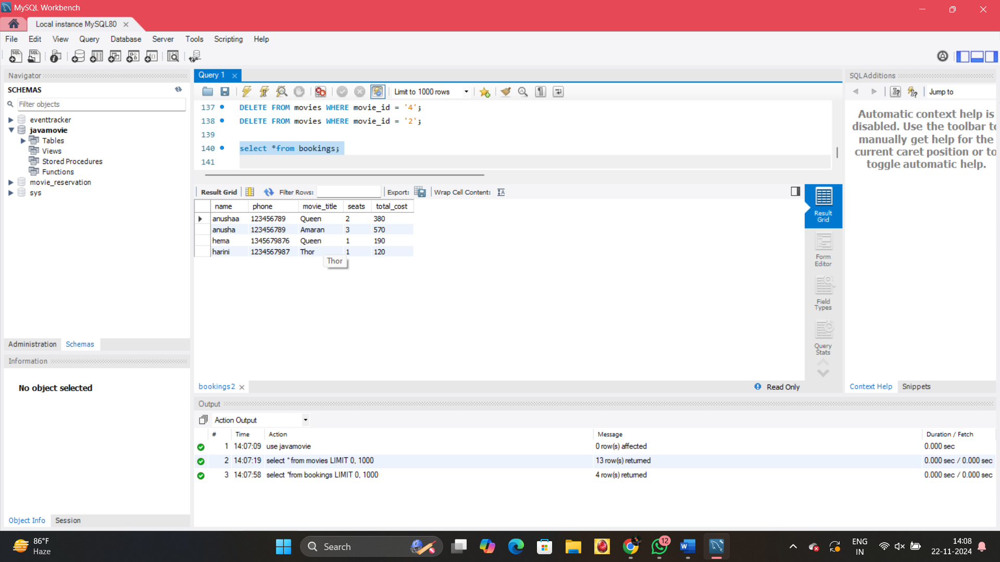 MySQL Workbench
Local instance MySQL80
File Edit View Query Database Server Tools Scripting Help
Navigator
SCHEMAS
Filter objects
eventtracker
javamovie
Tables
Views
Stored Procedures
Functions
movie_reservation
sys
Administration Schemas
Information
No object selected
Object Info Session
Query 1
Limit to 1000 rows
137 DELETE FROM movies WHERE movie_id = '4';
138 DELETE FROM movies WHERE movie_id = '2';
139
140 select *from bookings;
141
Result Grid Filter Rows: Export: Wrap Cell Content:
name phone movie_title seats total_cost
anushaa 123456789 Queen 2 380
anusha 123456789 Amaran 3 570
hema 1345679876 Queen 1 190
harini 1234567987 Thor 1 120
Thor
Result
Grid
Form
Editor
Field
Types
Query
Stats
bookings2
Read Only
SQLAdditions
Jump to
Automatic context help is
disabled. Use the toolbar to
manually get help for the
current caret position or to
toggle automatic help.
Context Help Snippets
Output
Action Output
# Time Action Message Duration / Fetch
1 14:07:09 use javamovie 0 row(s) affected 0.000 sec
2 14:07:19 select * from movies LIMIT 0, 1000 13 row(s) returned 0.000 sec / 0.000 sec
3 14:07:58 select *from bookings LIMIT 0, 1000 4 row(s) returned 0.000 sec / 0.000 sec
86°F
Haze
Search
12
ENG
IN
14:08
22-11-2024